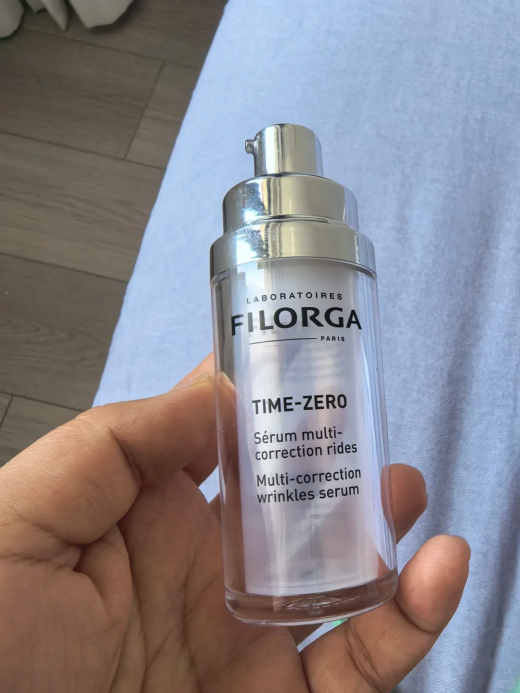 LABORATOIRES
FILORGA
PARIS
TIME-ZERO
Sérum multi-
correction rides
Multi-correction
wrinkles serum